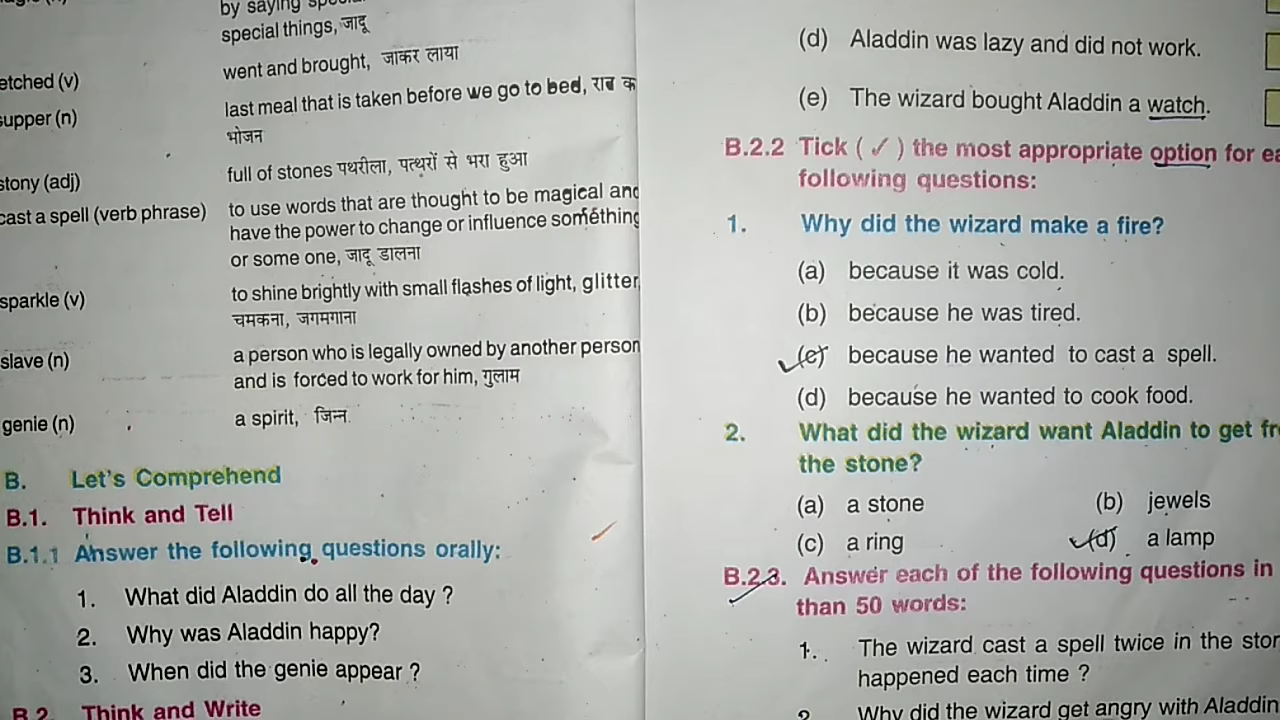 by saying
special things, जादू
etched (v)
went and brought, जाकर लाया
supper (n)
last meal that is taken before we go to bed, रात क
भोजन
stony (adj)
full of stones पथरीला, पत्थरों से भरा हुआ
cast a spell (verb phrase)
to use words that are thought to be magical and
have the power to change or influence something
or some one, जादू डालना
sparkle (v)
to shine brightly with small flashes of light, glitter,
चमकना, जगमगाना
slave (n)
a person who is legally owned by another person
and is forced to work for him, गुलाम
genie (n)
a spirit, जिन्न
B. Let's Comprehend
B.1. Think and Tell
B.1.1 Answer the following questions orally:
1. What did Aladdin do all the day ?
2. Why was Aladdin happy?
3. When did the genie appear ?
B.2. Think and Write
(d) Aladdin was lazy and did not work.
(e) The wizard bought Aladdin a watch.
B.2.2 Tick ( ✓ ) the most appropriate option for ea
following questions:
1. Why did the wizard make a fire?
(a) because it was cold.
(b) because he was tired.
(c) because he wanted to cast a spell.
(d) because he wanted to cook food.
2. What did the wizard want Aladdin to get fr
the stone?
(a) a stone (b) jewels
(c) a ring (d) a lamp
B.2.3. Answer each of the following questions in
than 50 words:
1. The wizard cast a spell twice in the stor
happened each time ?
2. Why did the wizard get angry with Aladdin